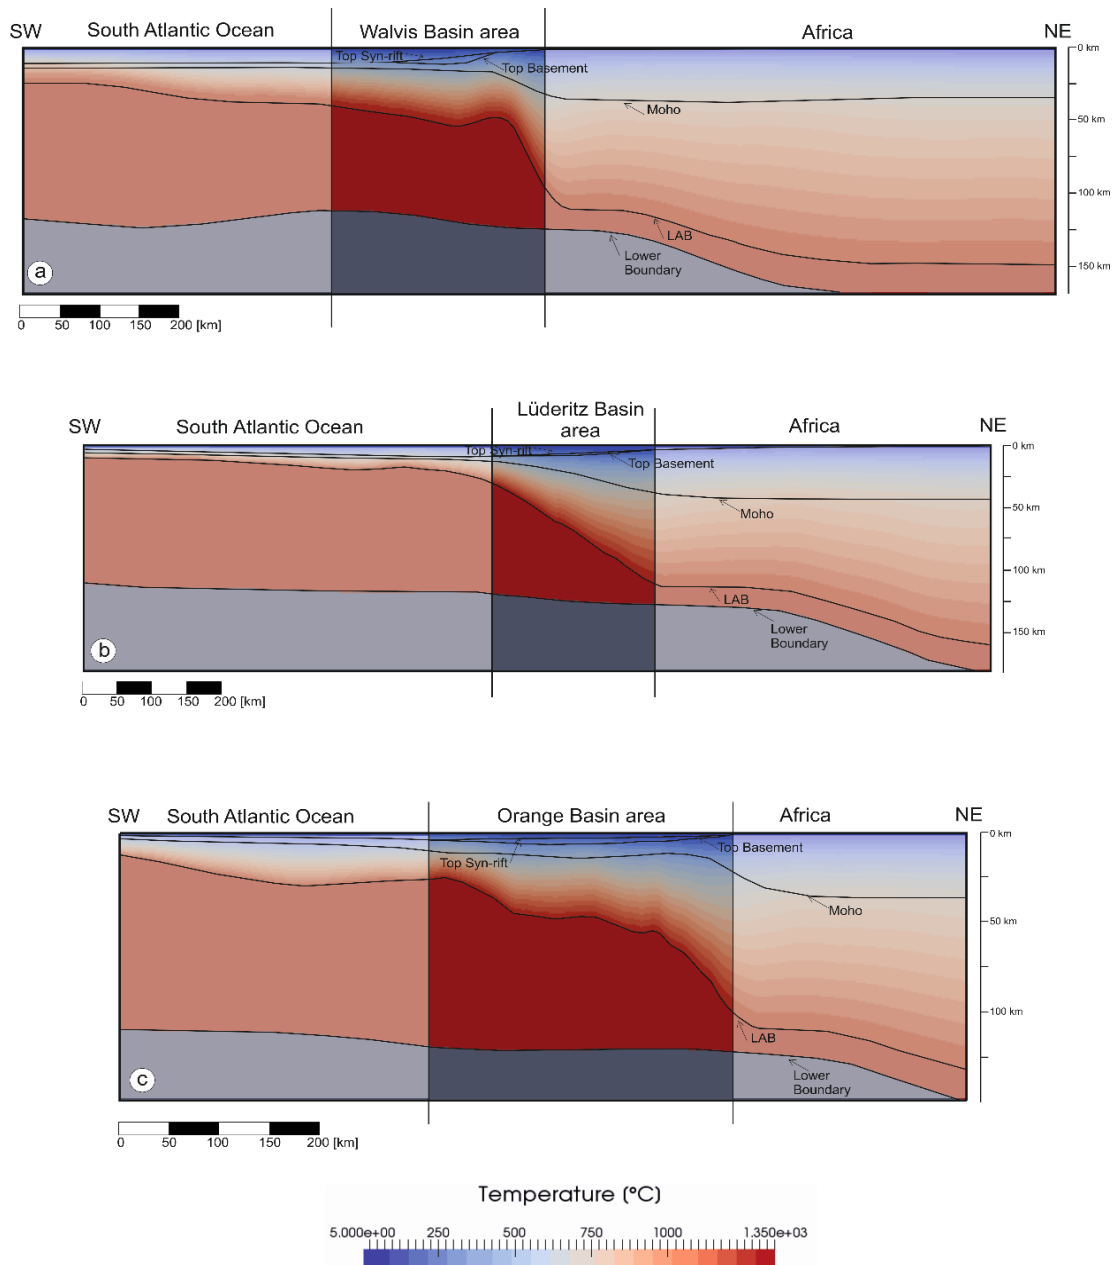 SW South Atlantic Ocean Walvis Basin area Africa NE
Top Syn-rift
Top Basement
Moho
LAB
Lower
Boundary
0 km
50 km
100 km
150 km
a
0 50 100 150 200 [km]
Lüderitz Basin
area
SW South Atlantic Ocean Africa NE
Top Syn-rift
Top Basement
Moho
LAB
Lower
Boundary
0 km
50 km
100 km
150 km
b
0 50 100 150 200 [km]
SW South Atlantic Ocean Orange Basin area Africa NE
Top Syn-rift
Top Basement
Moho
LAB
Lower
Boundary
0 km
50 km
100 km
c
0 50 100 150 200 [km]
Temperature (°C)
5.000e+00 250 500 750 1000 1.350e+03